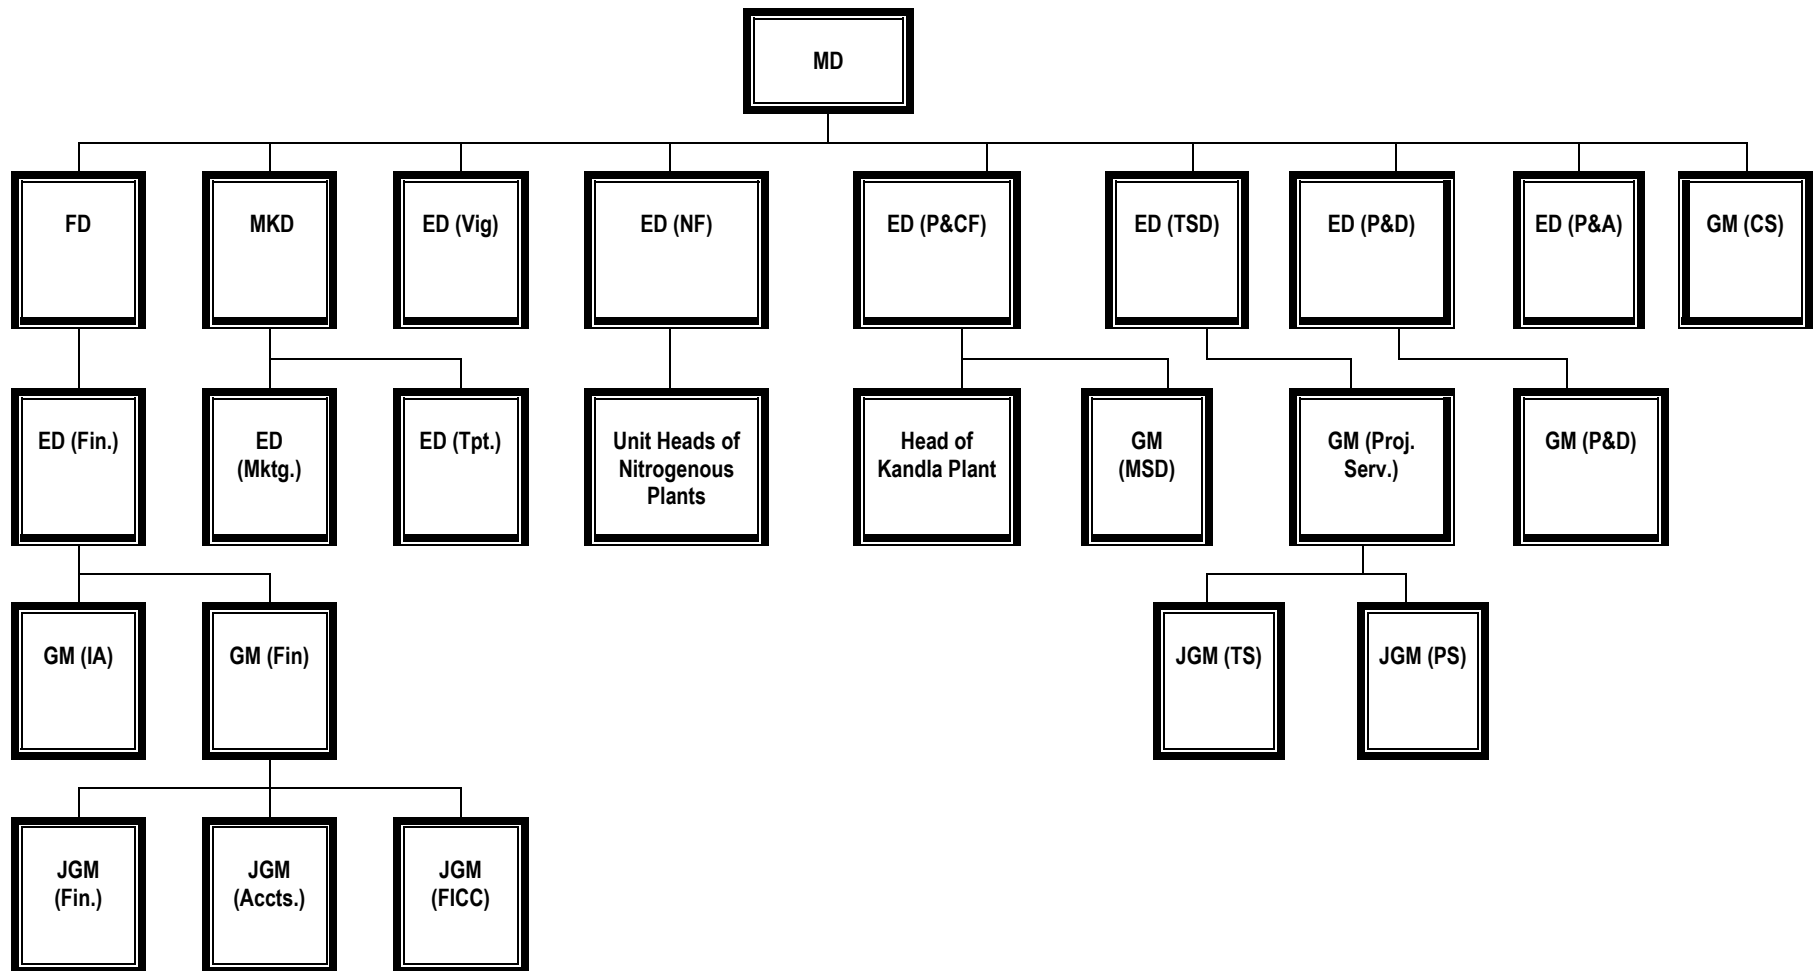 MD
FD
MKD
ED (Vig)
ED (NF)
ED (P&CF)
ED (TSD)
ED (P&D)
ED (P&A)
GM (CS)
ED (Fin.)
ED
(Mktg.)
ED (Tpt.)
Unit Heads of
Nitrogenous
Plants
Head of
Kandla Plant
GM
(MSD)
GM (Proj.
Serv.)
GM (P&D)
GM (IA)
GM (Fin)
JGM (TS)
JGM (PS)
JGM
(Fin.)
JGM
(Accts.)
JGM
(FICC)